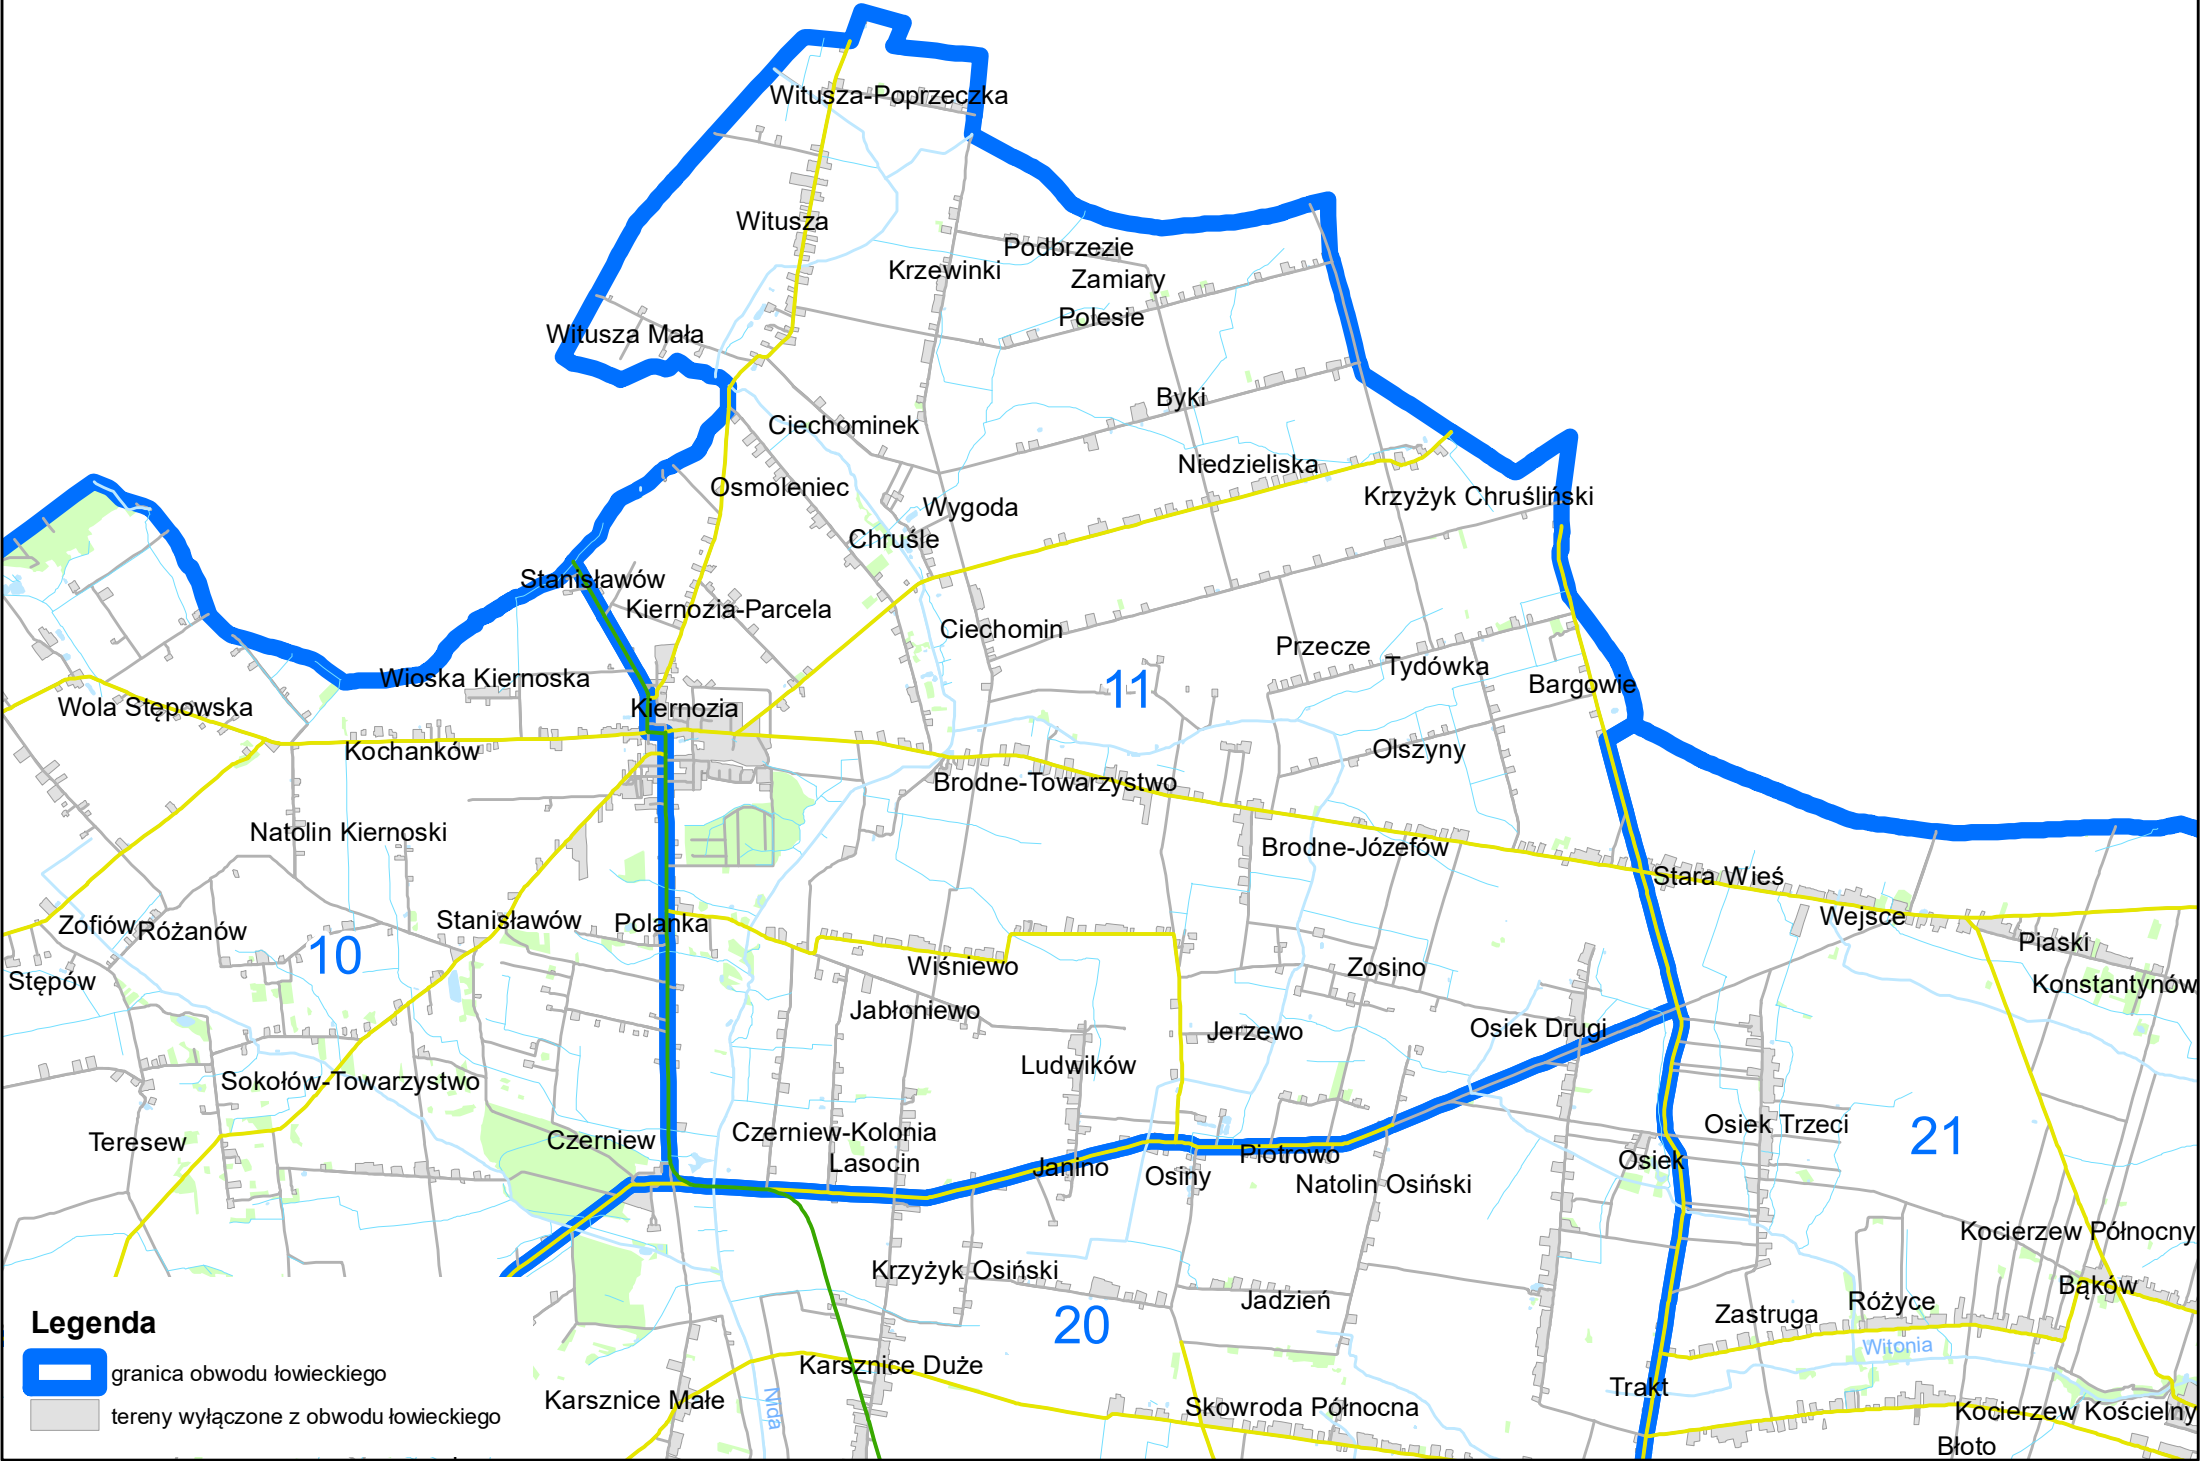 Witusza-Poprzeczka
Witusza
Podbrzezie
Krzewinki
Zamiary
Polesie
Witusza Mała
Byki
Ciechominek
Niedzieliska
Osmoleniec
Krzyżyk Chruśliński
Wygoda
Chruśle
Stanisławów
Kiernozia-Parcela
Ciechomin
Przecze
Tydówka
Wioska Kiernoska
11
Bargowie
Wola Stępowska
Kiernozia
Kochanków
Olszyny
Brodne-Towarzystwo
Natolin Kiernoski
Brodne-Józefów
Stara Wieś
Wejsce
Zofiów
Różanów
Stanisławów
Polanka
Piaski
10
Wiśniewo
Zosino
Stępów
Konstantynów
Jabłoniewo
Jerzewo
Osiek Drugi
Ludwików
Sokołów-Towarzystwo
Osiek Trzeci
21
Teresew
Czerniew
Czerniew-Kolonia
Lasocin
Janino
Piotrowo
Osiny
Osiek
Natolin Osiński
Kocierzew Północny
Krzyżyk Osiński
Bąków
Jadzień
Różyce
Zastruga
20
Witonia
Legenda
granica obwodu łowieckiego
tereny wyłączone z obwodu łowieckiego
Karsznice Duże
Trakt
Karsznice Małe
Nida
Skowroda Północna
Kocierzew Kościelny
Błoto